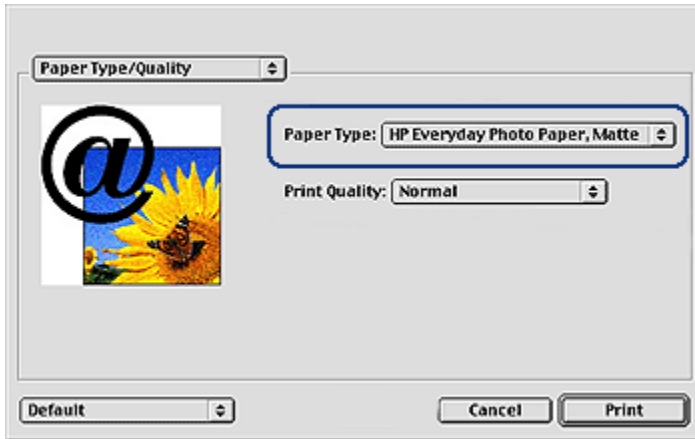 Paper Type/Quality
@
Paper Type: HP Everyday Photo Paper, Matte
Print Quality: Normal
Default
Cancel
Print